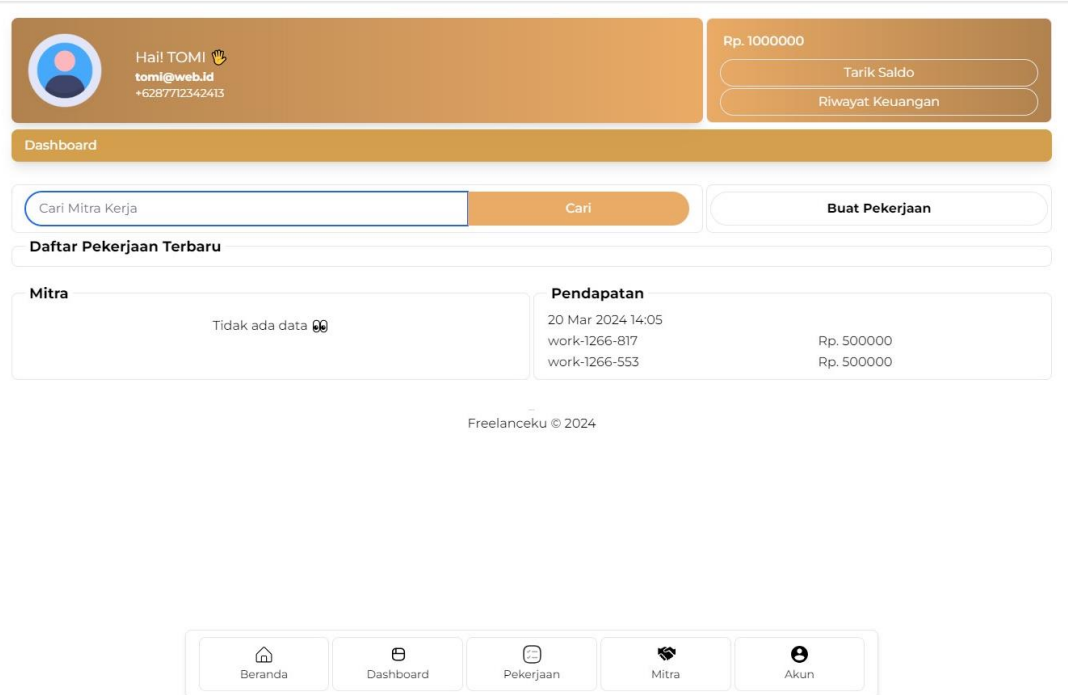 Hai! TOMI 🖐
tomi@web.id
+6287712342413
Rp. 1000000
Tarik Saldo
Riwayat Keuangan
Dashboard
Cari Mitra Kerja
Cari
Buat Pekerjaan
Daftar Pekerjaan Terbaru
Mitra
Tidak ada data 👀
Pendapatan
20 Mar 2024 14:05
work-1266-817 Rp. 500000
work-1266-553 Rp. 500000
Freelanceku © 2024
Beranda
Dashboard
Pekerjaan
Mitra
Akun